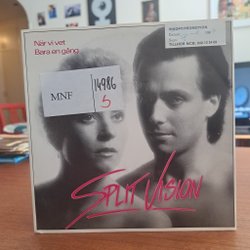 När vi vet
Bara en gång
MNF
14986
5
SPLIT VISION